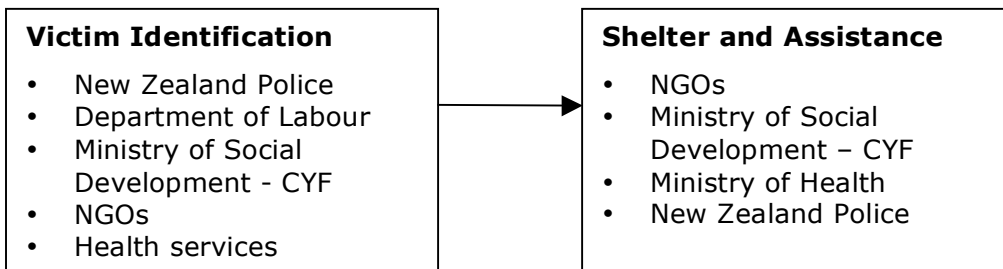 Victim Identification
• New Zealand Police
• Department of Labour
• Ministry of Social
Development - CYF
• NGOs
• Health services
Shelter and Assistance
• NGOs
• Ministry of Social
Development – CYF
• Ministry of Health
• New Zealand Police